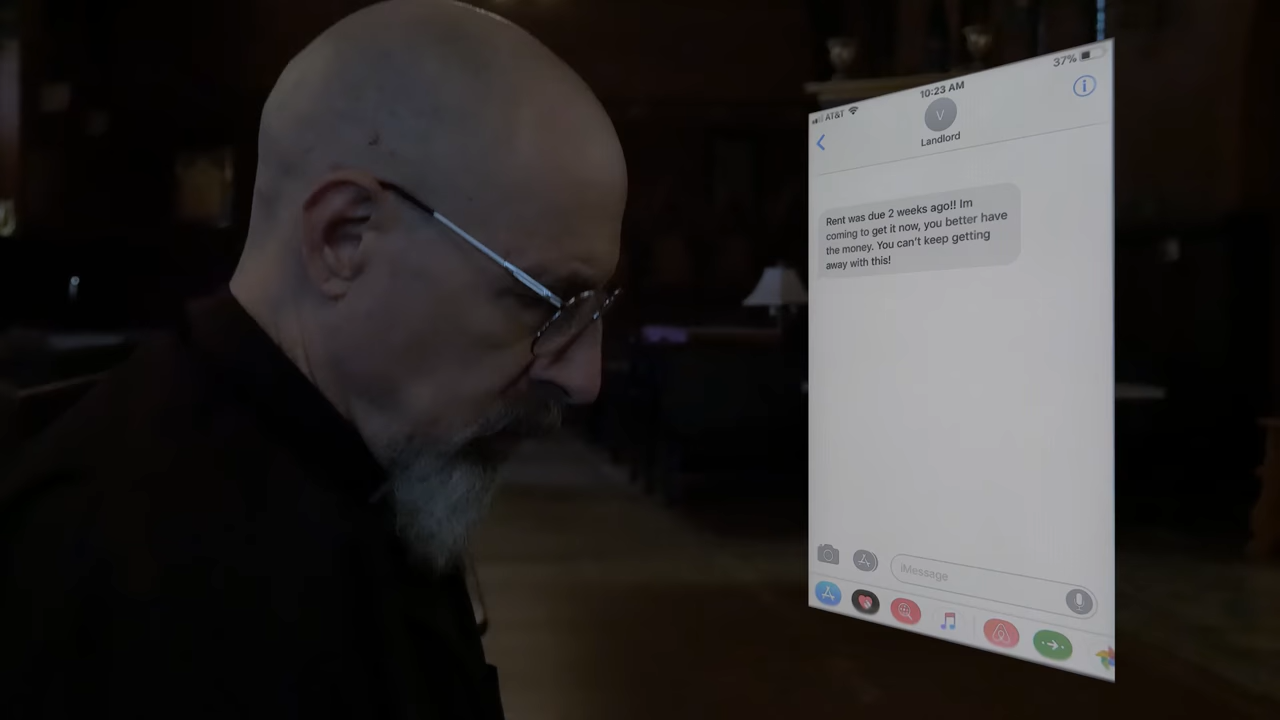 37%
10:23 AM
AT&T
V
Landlord
Rent was due 2 weeks ago!! Im
coming to get it now, you better have
the money. You can't keep getting
away with this!
iMessage